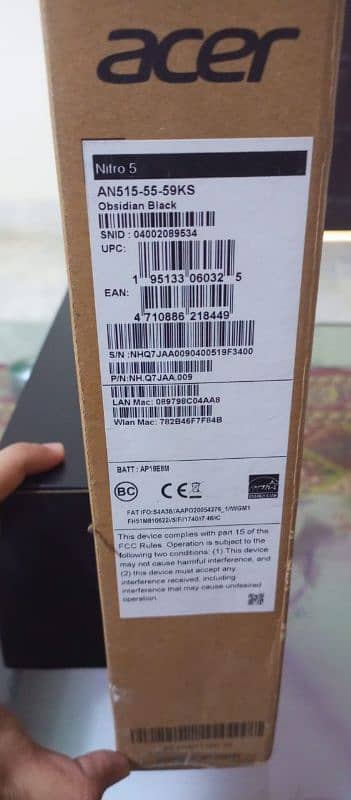 acer
Nitro 5
AN515-55-59KS
Obsidian Black
SNID : 04002089534
UPC:
1 95133 06032 5
EAN:
4 710886 218449
S/N :NHQ7JAA0090400519F3400
P/N:NH.Q7JAA.009
LAN Mac: 089798C04AA8
Wlan Mac: 782B46F7F84B
BATT : AP18E8M
BC CE
This device complies with part 15 of the
FCC Rules. Operation is subject to the
following two conditions: (1) This device
may not cause harmful interference, and
(2) this device must accept any
interference received, including
interference that may cause undesired
operation.